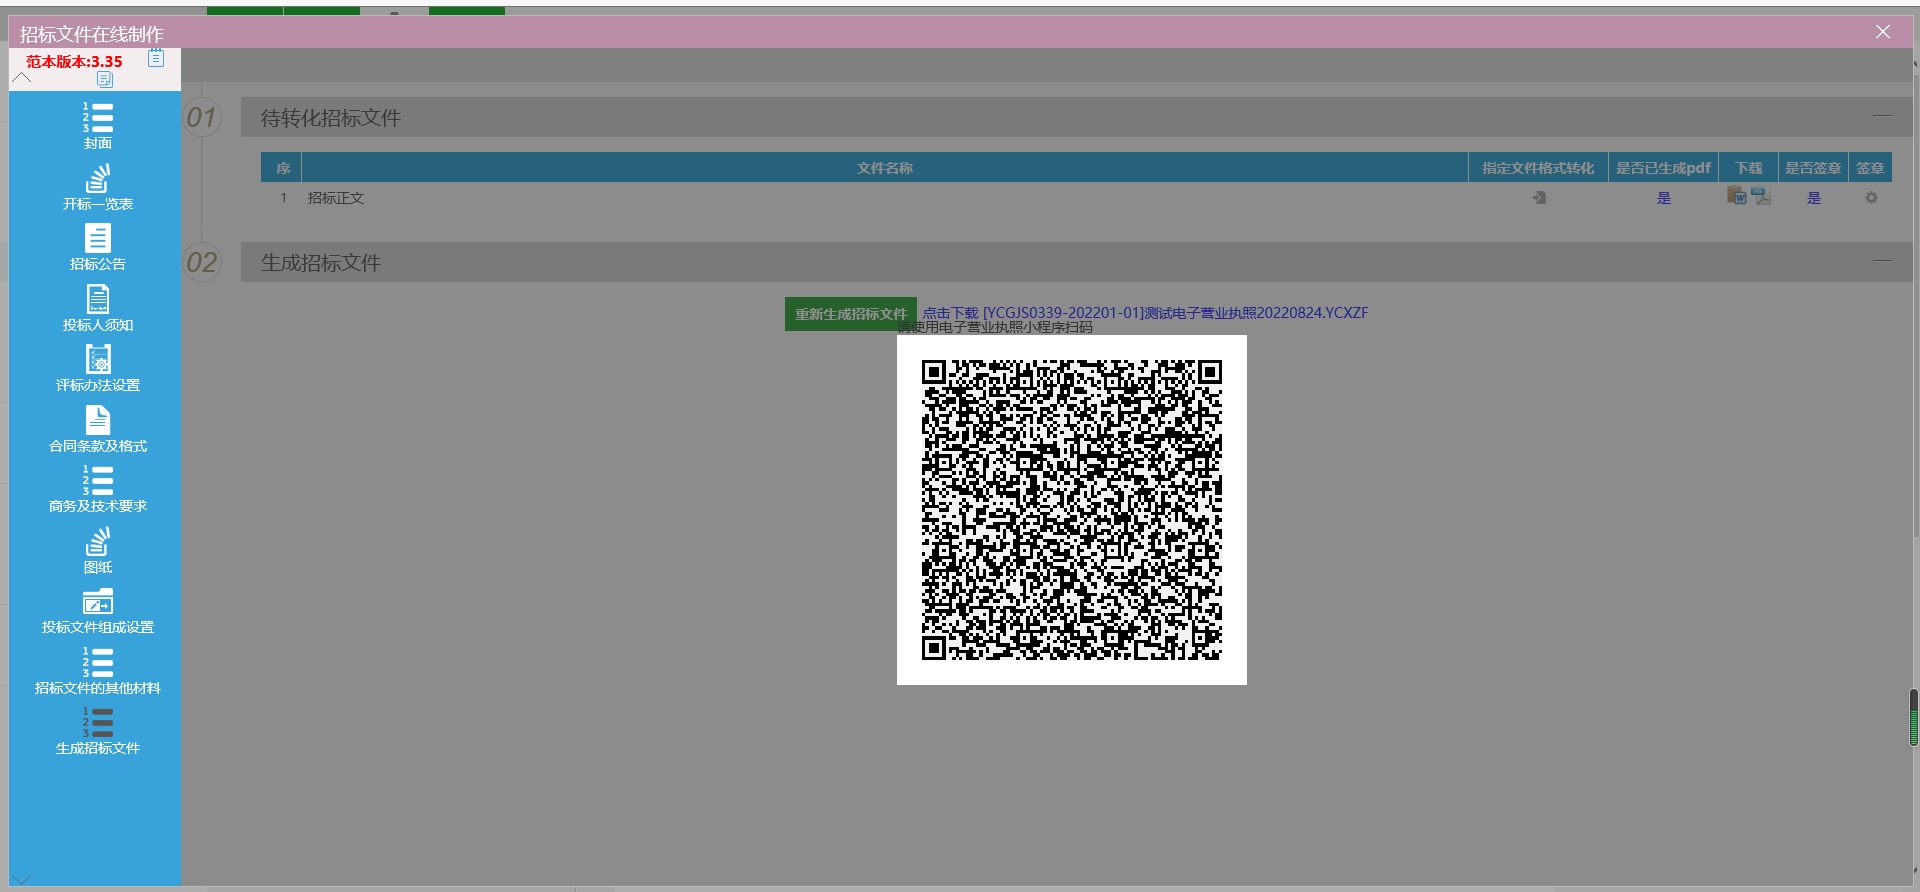 招标文件在线制作
范本版本:3.35
封面
开标一览表
招标公告
投标人须知
评标办法设置
合同条款及格式
商务及技术要求
图纸
投标文件组成设置
招标文件的其他材料
生成招标文件
01 待转化招标文件
序 文件名称 指定文件格式转化 是否已生成pdf 下载 是否签章 签章
1 招标正文 是 是
02 生成招标文件
重新生成招标文件 点击下载 [YCGJS0339-202201-01]测试电子营业执照20220824.YCXZF
请使用电子营业执照小程序扫码